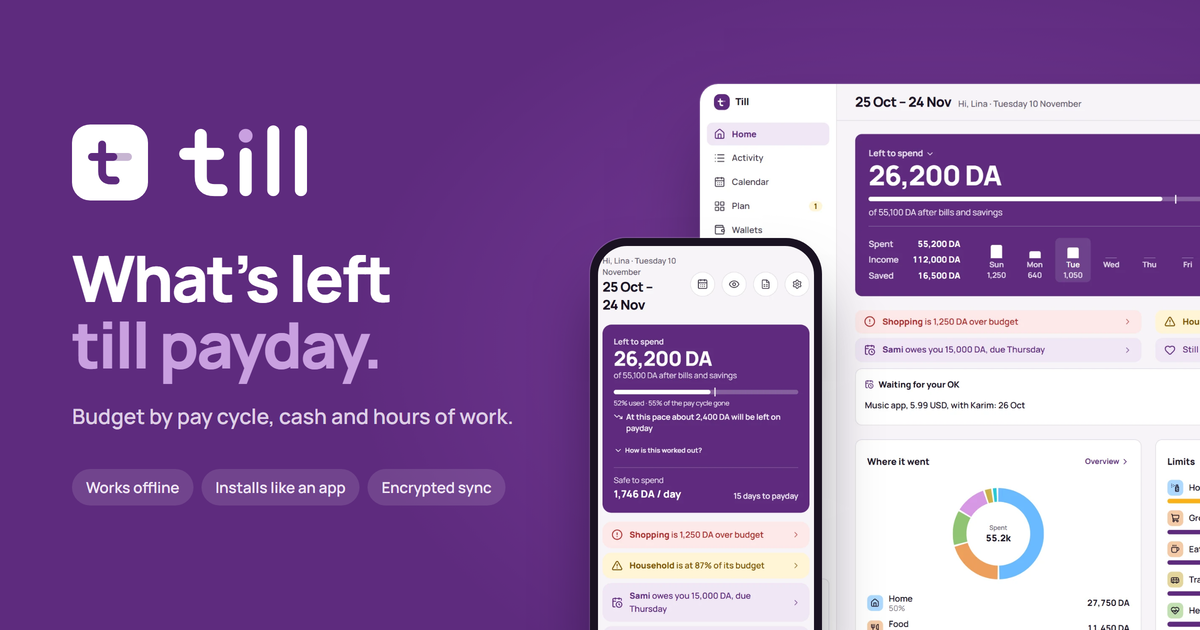 t till
What's left
till payday.
Budget by pay cycle, cash and hours of work.
Works offline
Installs like an app
Encrypted sync
t Till
Home
Activity
Calendar
Plan 1
Wallets
25 Oct – 24 Nov Hi, Lina · Tuesday 10 November
Left to spend
26,200 DA
of 55,100 DA after bills and savings
Spent 55,200 DA
Income 112,000 DA
Saved 16,500 DA
Sun Mon Tue Wed Thu Fri
1,250 640 1,050
Shopping is 1,250 DA over budget
Sami owes you 15,000 DA, due Thursday
Hou
Still
Waiting for your OK
Music app, 5.99 USD, with Karim: 26 Oct
Where it went Overview
Spent
55.2k
Home 27,750 DA
50%
Food 11,450 DA
Limits
Ho
Gro
Eat
Tra
He
Hi, Lina · Tuesday 10
November
25 Oct –
24 Nov
Left to spend
26,200 DA
of 55,100 DA after bills and savings
52% used · 55% of the pay cycle gone
At this pace about 2,400 DA will be left on
payday
How is this worked out?
Safe to spend
1,746 DA / day 15 days to payday
Shopping is 1,250 DA over budget
Household is at 87% of its budget
Sami owes you 15,000 DA, due
Thursday